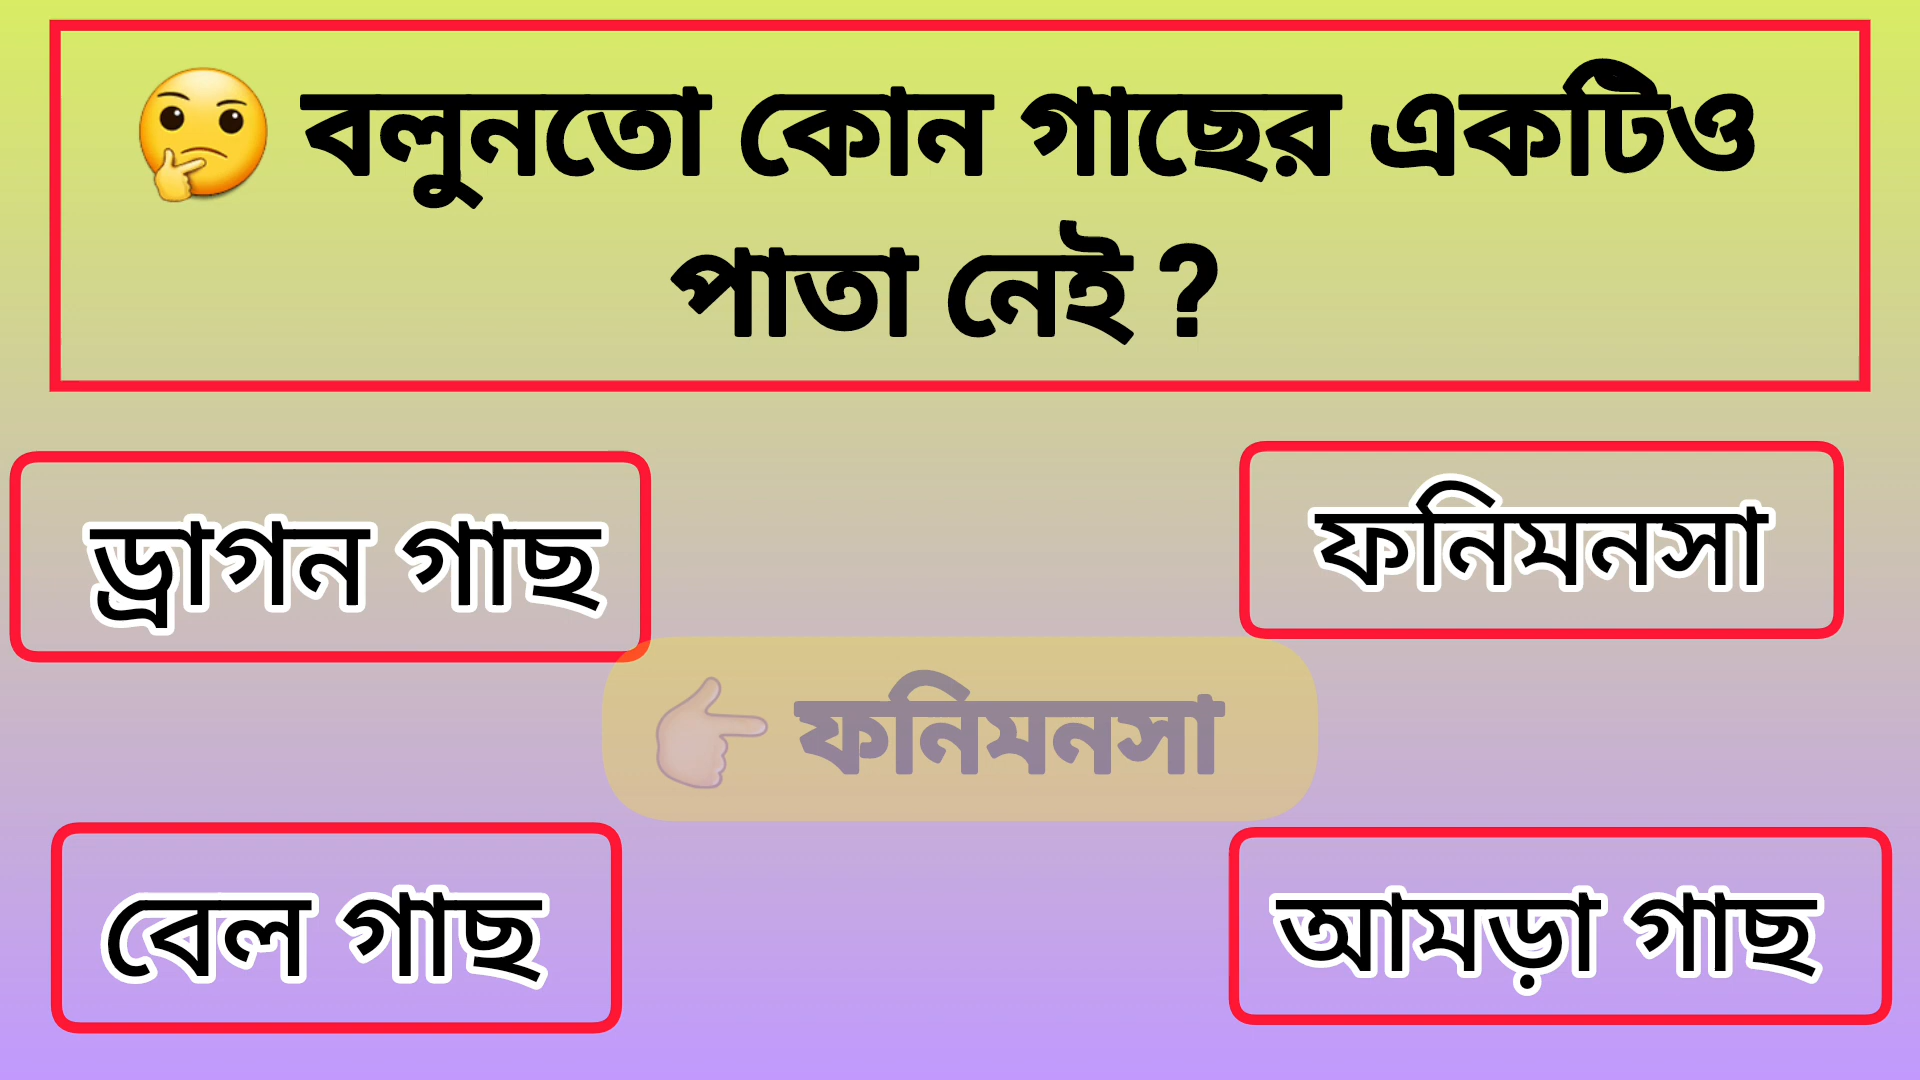 🤔 বলুনতো কোন গাছের একটিও
পাতা নেই ?
ড্রাগন গাছ
ফনিমনসা
👉 ফনিমনসা
বেল গাছ
আমড়া গাছ